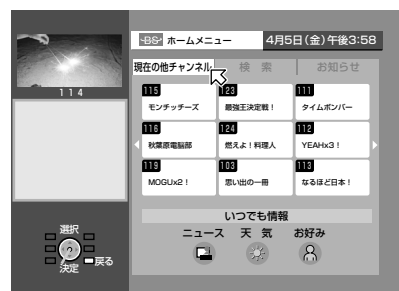 BS ホームメニュー 4月5日(金)午後3:58
現在の他チャンネル 検索 お知らせ
114
115 123 111
モンチッチーズ 最強王決定戦！ タイムボンバー
116 124 112
秋葉原電脳部 燃えよ！料理人 YEAHx3！
119 103 113
MOGUx2！ 思い出の一冊 なるほど日本！
いつでも情報
ニュース 天気 お好み
選択
決定
戻る